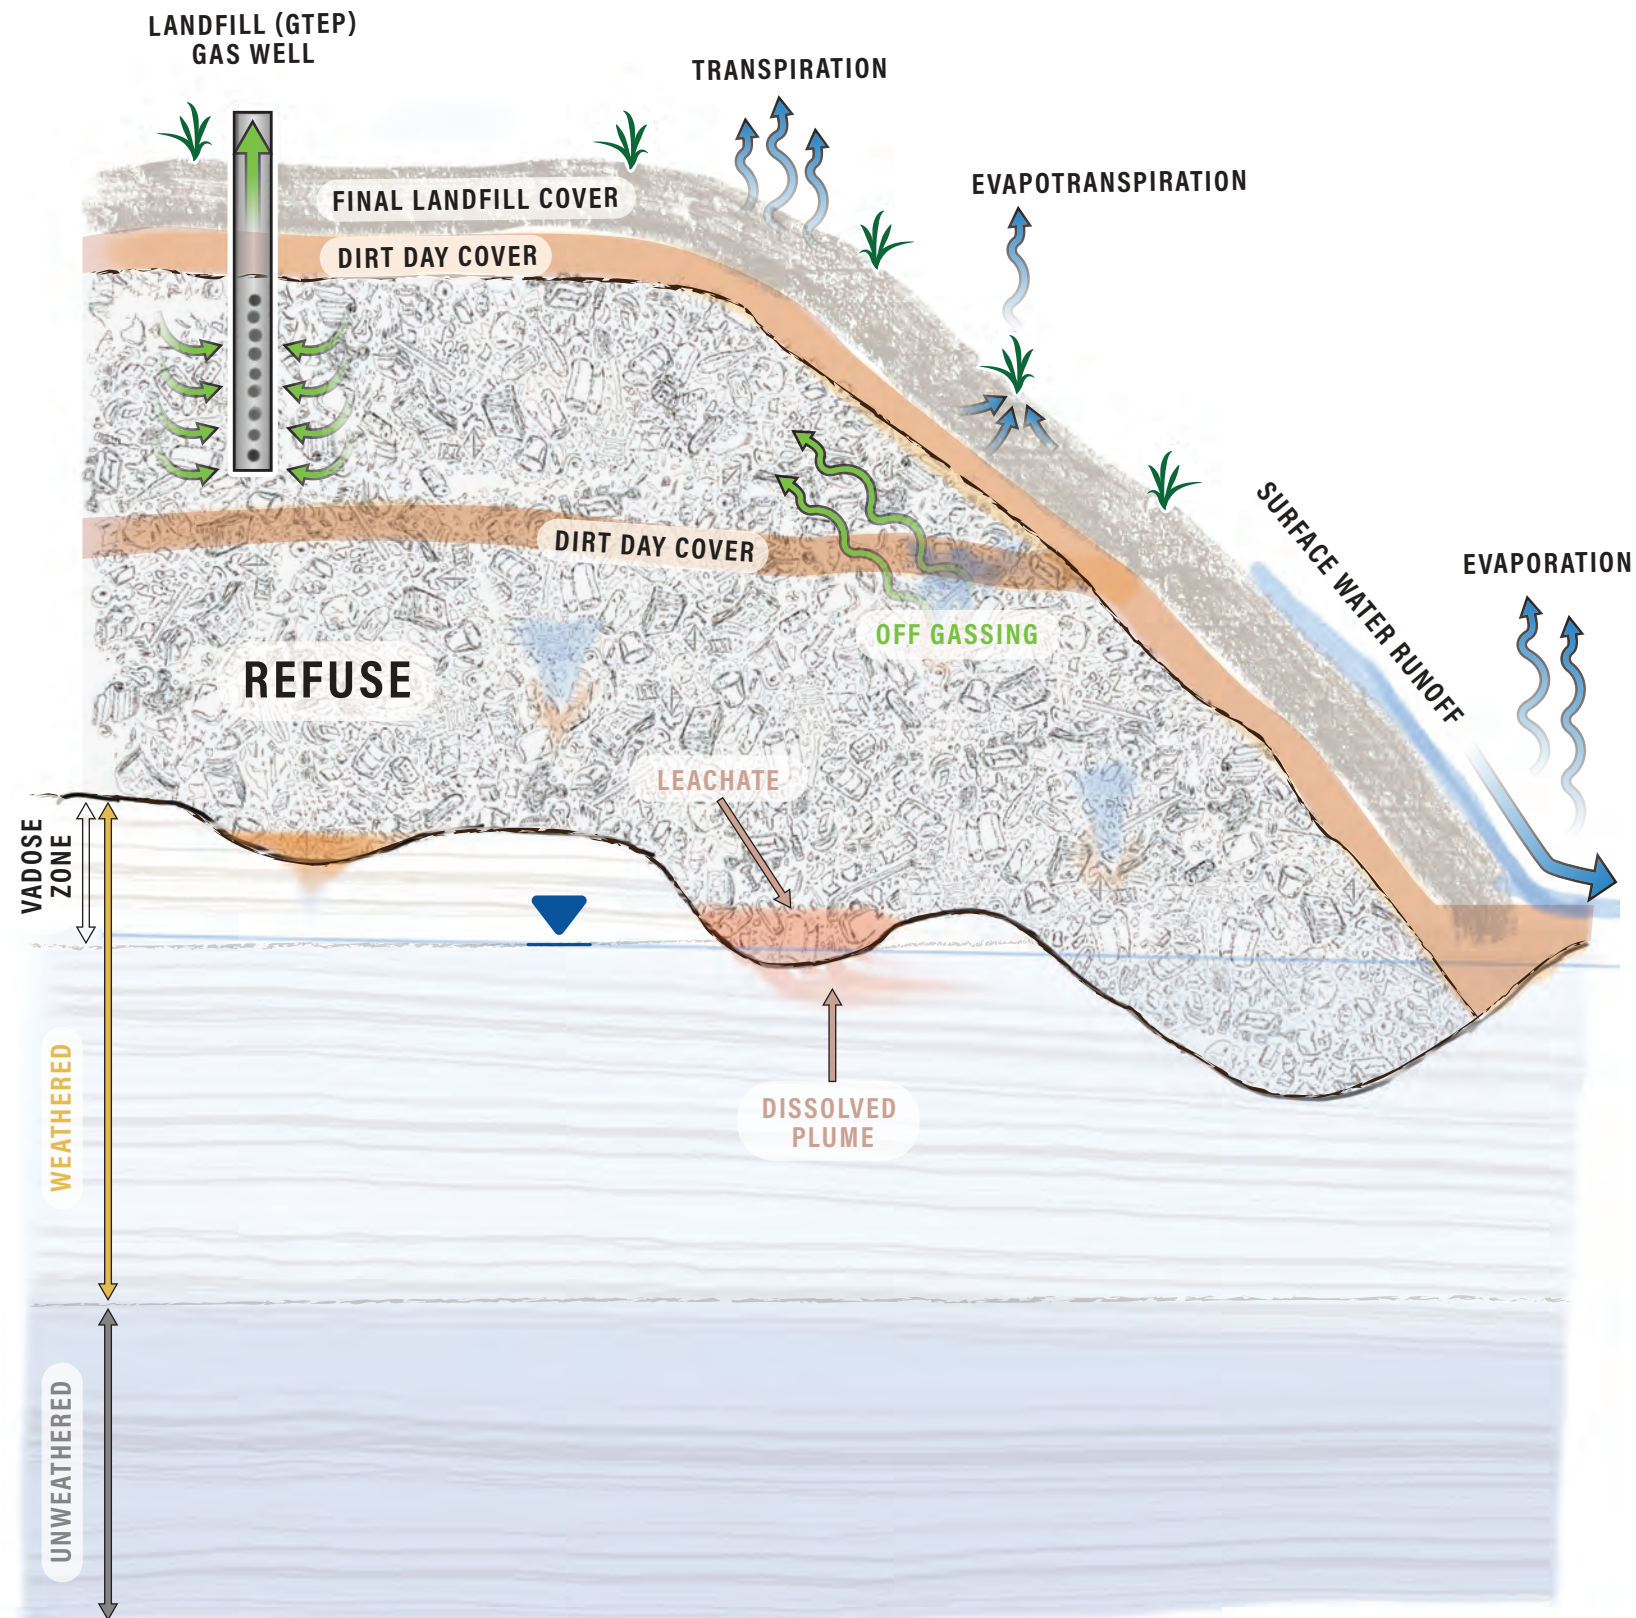 LANDFILL (GTEP)
GAS WELL
TRANSPIRATION
EVAPOTRANSPIRATION
FINAL LANDFILL COVER
DIRT DAY COVER
SURFACE WATER RUNOFF
EVAPORATION
DIRT DAY COVER
OFF GASSING
REFUSE
LEACHATE
VADOSE
ZONE
WEATHERED
DISSOLVED
PLUME
UNWEATHERED